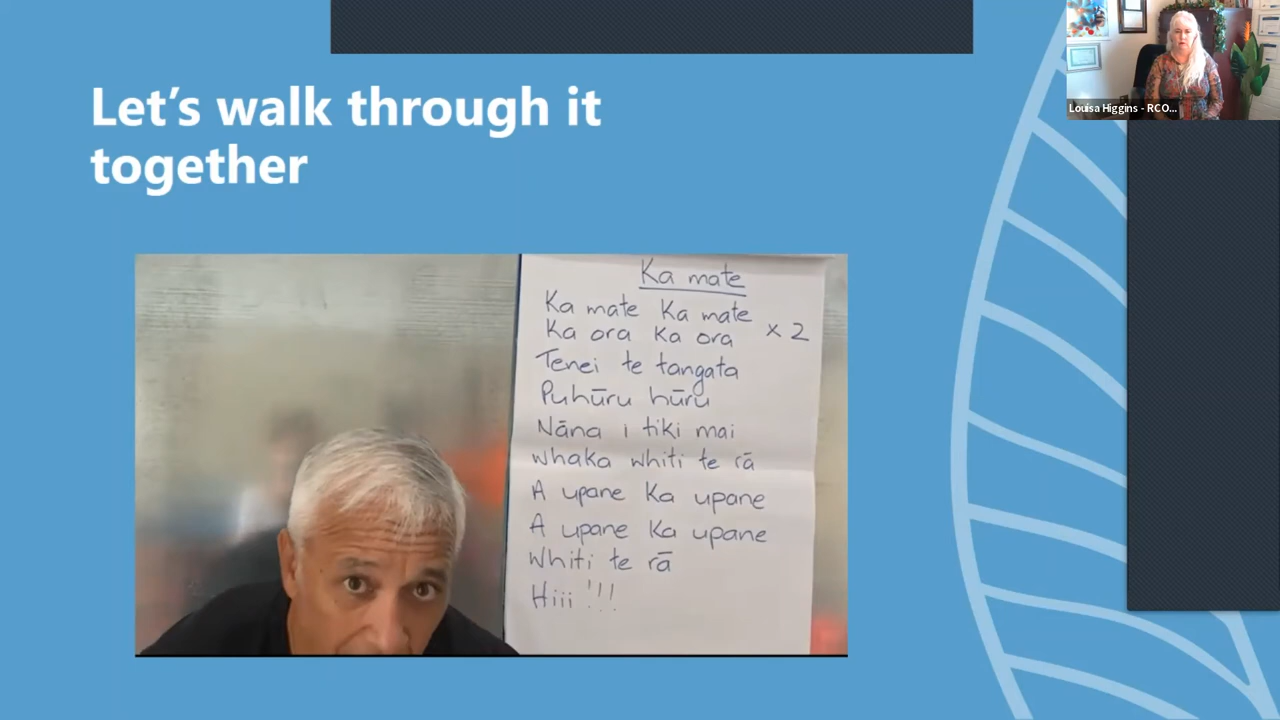 Let's walk through it
together
Louisa Higgins - RCO...
Ka mate
Ka mate Ka mate
Ka ora Ka ora x 2
Tenei te tangata
Puhūru hūru
Nāna i tiki mai
whaka whiti te rā
A upane Ka upane
A upane Ka upane
Whiti te rā
Hiii !!!